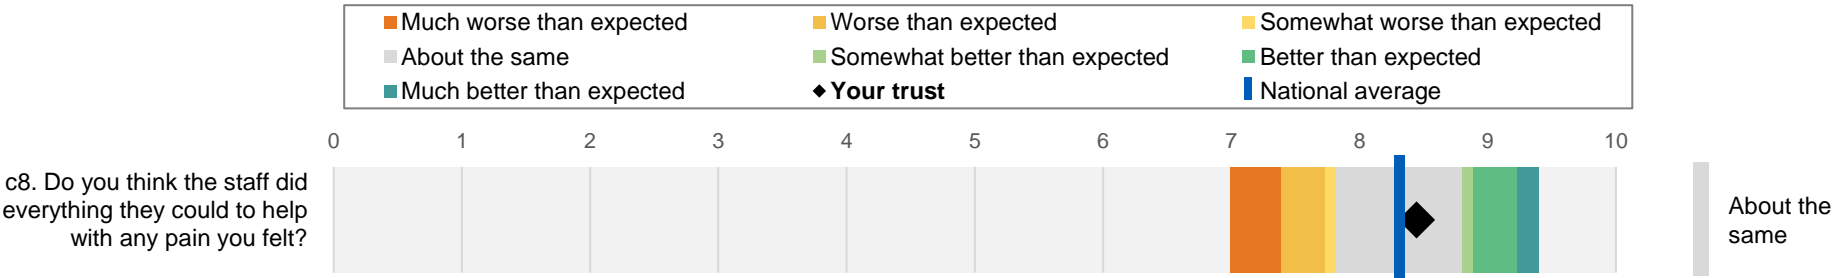 Much worse than expected Worse than expected Somewhat worse than expected
About the same Somewhat better than expected Better than expected
Much better than expected Your trust National average
0 1 2 3 4 5 6 7 8 9 10
c8. Do you think the staff did
everything they could to help
with any pain you felt?
About the
same